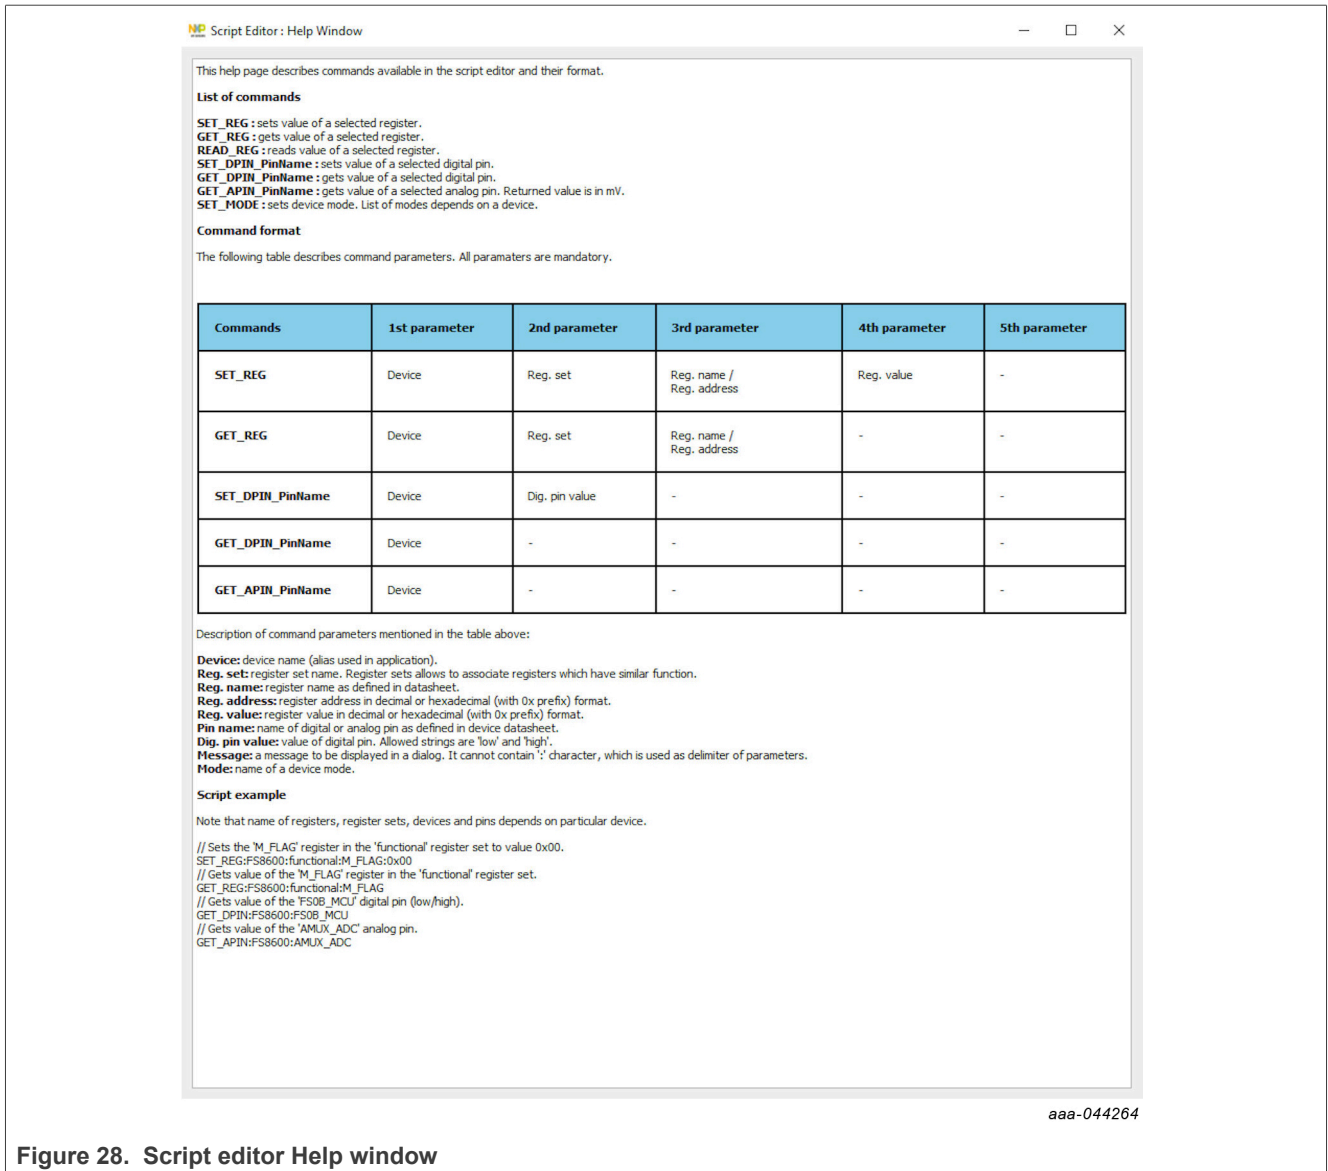 NXP Script Editor : Help Window
This help page describes commands available in the script editor and their format.
List of commands
SET_REG : sets value of a selected register.
GET_REG : gets value of a selected register.
READ_REG : reads value of a selected register.
SET_DPIN_PinName : sets value of a selected digital pin.
GET_DPIN_PinName : gets value of a selected digital pin.
GET_APIN_PinName : gets value of a selected analog pin. Returned value is in mV.
SET_MODE : sets device mode. List of modes depends on a device.
Command format
The following table describes command parameters. All paramaters are mandatory.
Commands 1st parameter 2nd parameter 3rd parameter 4th parameter 5th parameter
SET_REG Device Reg. set Reg. name / Reg. value -
Reg. address
GET_REG Device Reg. set Reg. name / - -
Reg. address
SET_DPIN_PinName Device Dig. pin value - - -
GET_DPIN_PinName Device - - - -
GET_APIN_PinName Device - - - -
Description of command parameters mentioned in the table above:
Device: device name (alias used in application).
Reg. set: register set name. Register sets allows to associate registers which have similar function.
Reg. name: register name as defined in datasheet.
Reg. address: register address in decimal or hexadecimal (with 0x prefix) format.
Reg. value: register value in decimal or hexadecimal (with 0x prefix) format.
Pin name: name of digital or analog pin as defined in device datasheet.
Dig. pin value: value of digital pin. Allowed strings are 'low' and 'high'.
Message: a message to be displayed in a dialog. It cannot contain ':' character, which is used as delimiter of parameters.
Mode: name of a device mode.
Script example
Note that name of registers, register sets, devices and pins depends on particular device.
// Sets the 'M_FLAG' register in the 'functional' register set to value 0x00.
SET_REG:FS8600:functional:M_FLAG:0x00
// Gets value of the 'M_FLAG' register in the 'functional' register set.
GET_REG:FS8600:functional:M_FLAG
// Gets value of the 'FS0B_MCU' digital pin (low/high).
GET_DPIN:FS8600:FS0B_MCU
// Gets value of the 'AMUX_ADC' analog pin.
GET_APIN:FS8600:AMUX_ADC
aaa-044264
Figure 28. Script editor Help window